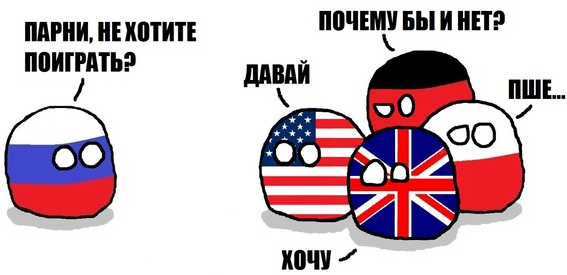 ПАРНИ, НЕ ХОТИТЕ
ПОИГРАТЬ?
ДАВАЙ
ПОЧЕМУ БЫ И НЕТ?
ПШЕ...
ХОЧУ